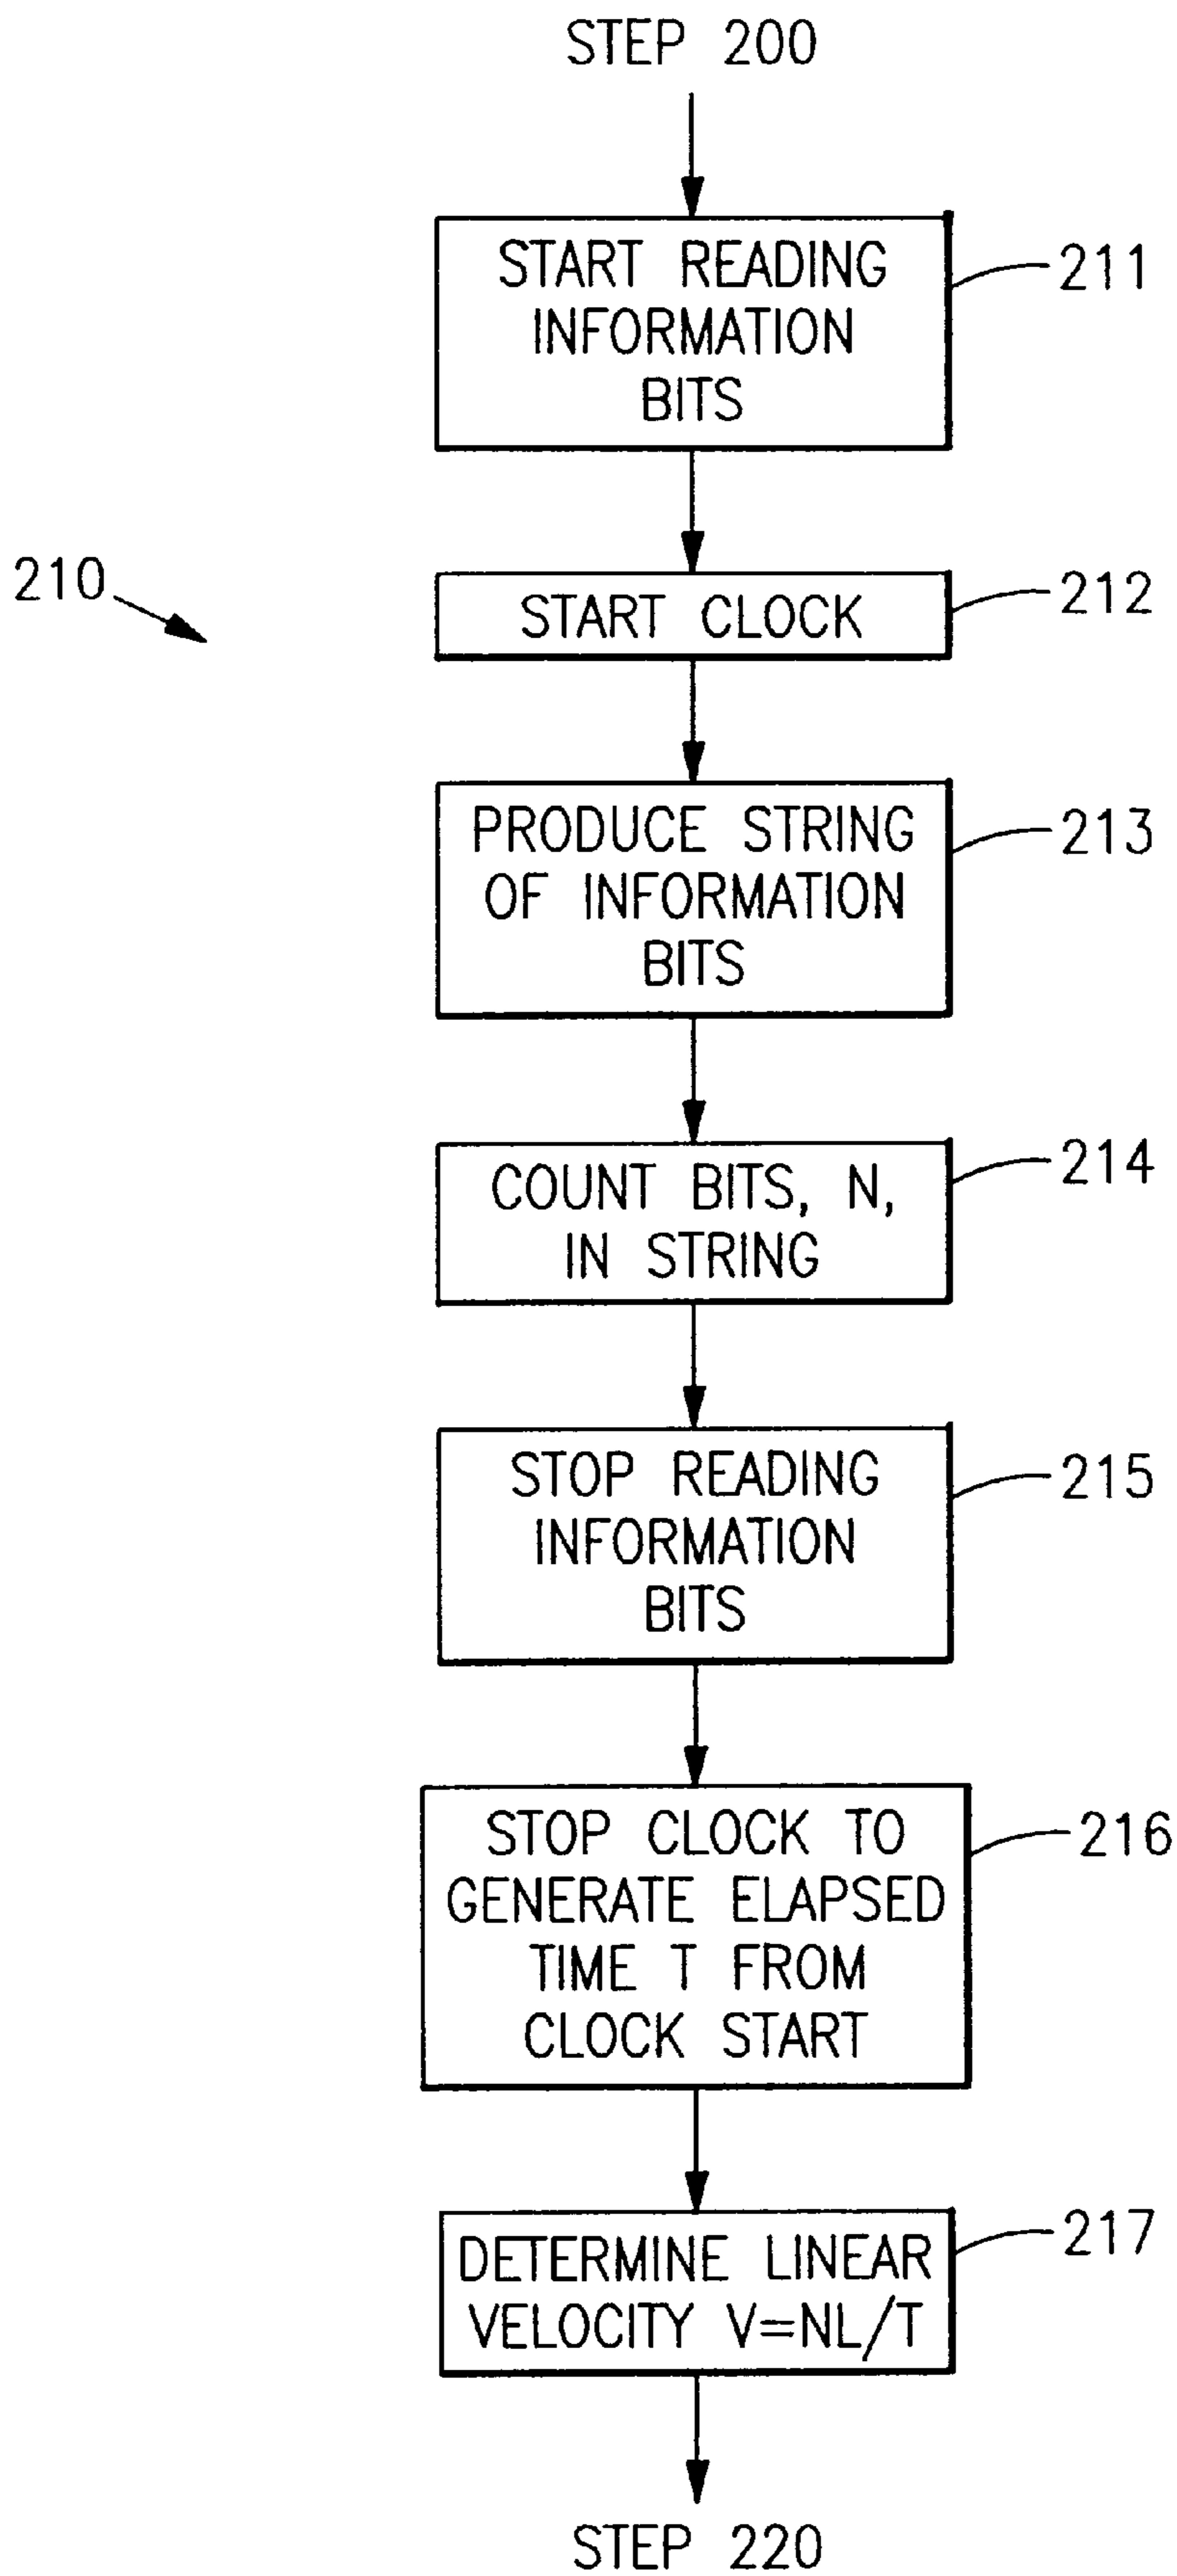 STEP 200
START READING
INFORMATION
BITS
211
210
START CLOCK
212
PRODUCE STRING
OF INFORMATION
BITS
213
COUNT BITS, N,
IN STRING
214
STOP READING
INFORMATION
BITS
215
STOP CLOCK TO
GENERATE ELAPSED
TIME T FROM
CLOCK START
216
DETERMINE LINEAR
VELOCITY V=NL/T
217
STEP 220